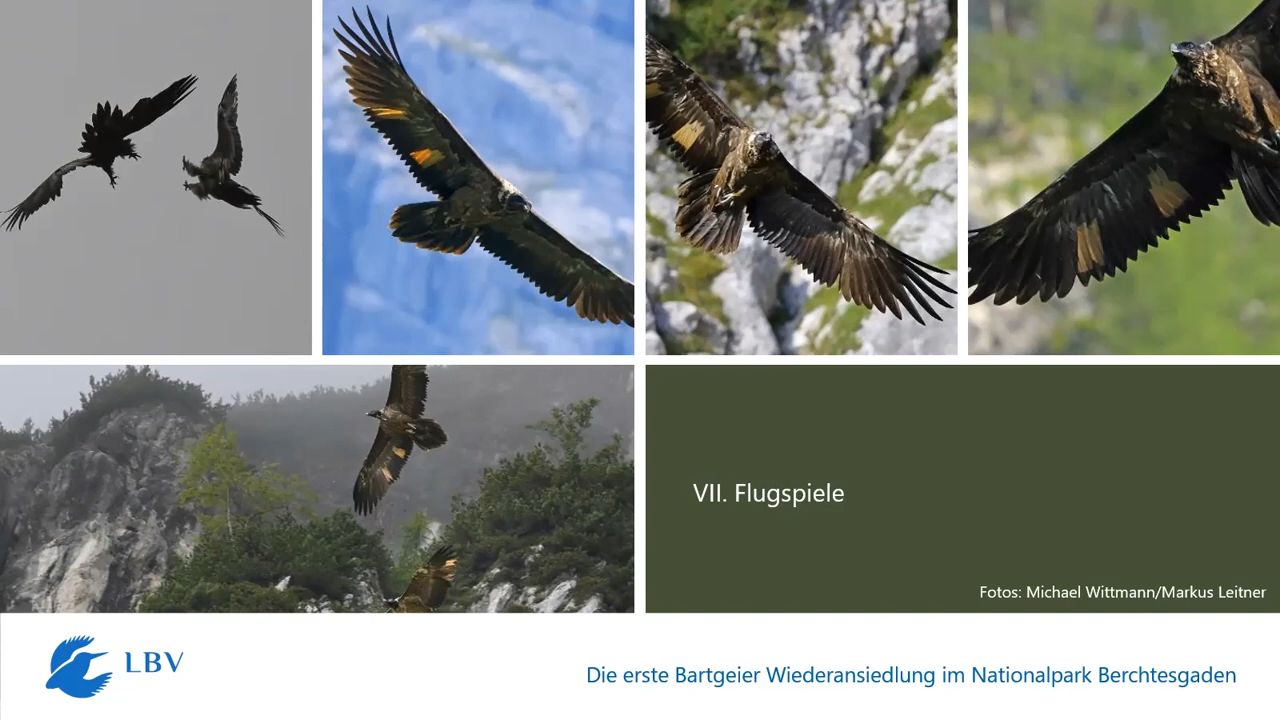 VII. Flugspiele
Fotos: Michael Wittmann/Markus Leitner
LBV
Die erste Bartgeier Wiederansiedlung im Nationalpark Berchtesgaden